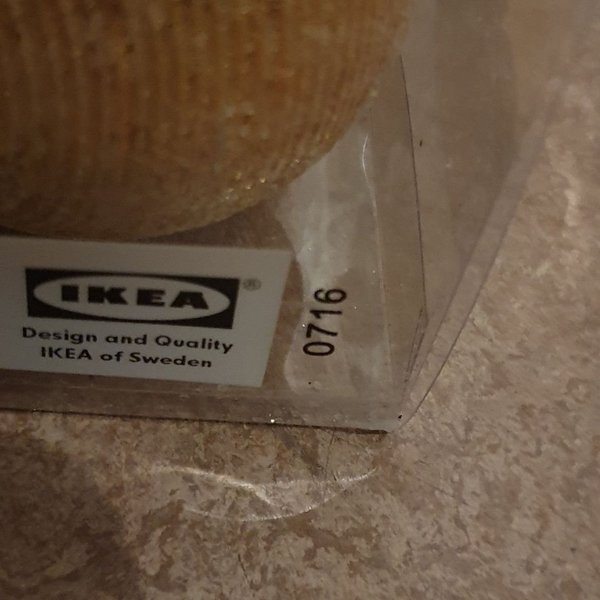 IKEA®
Design and Quality
IKEA of Sweden
0716